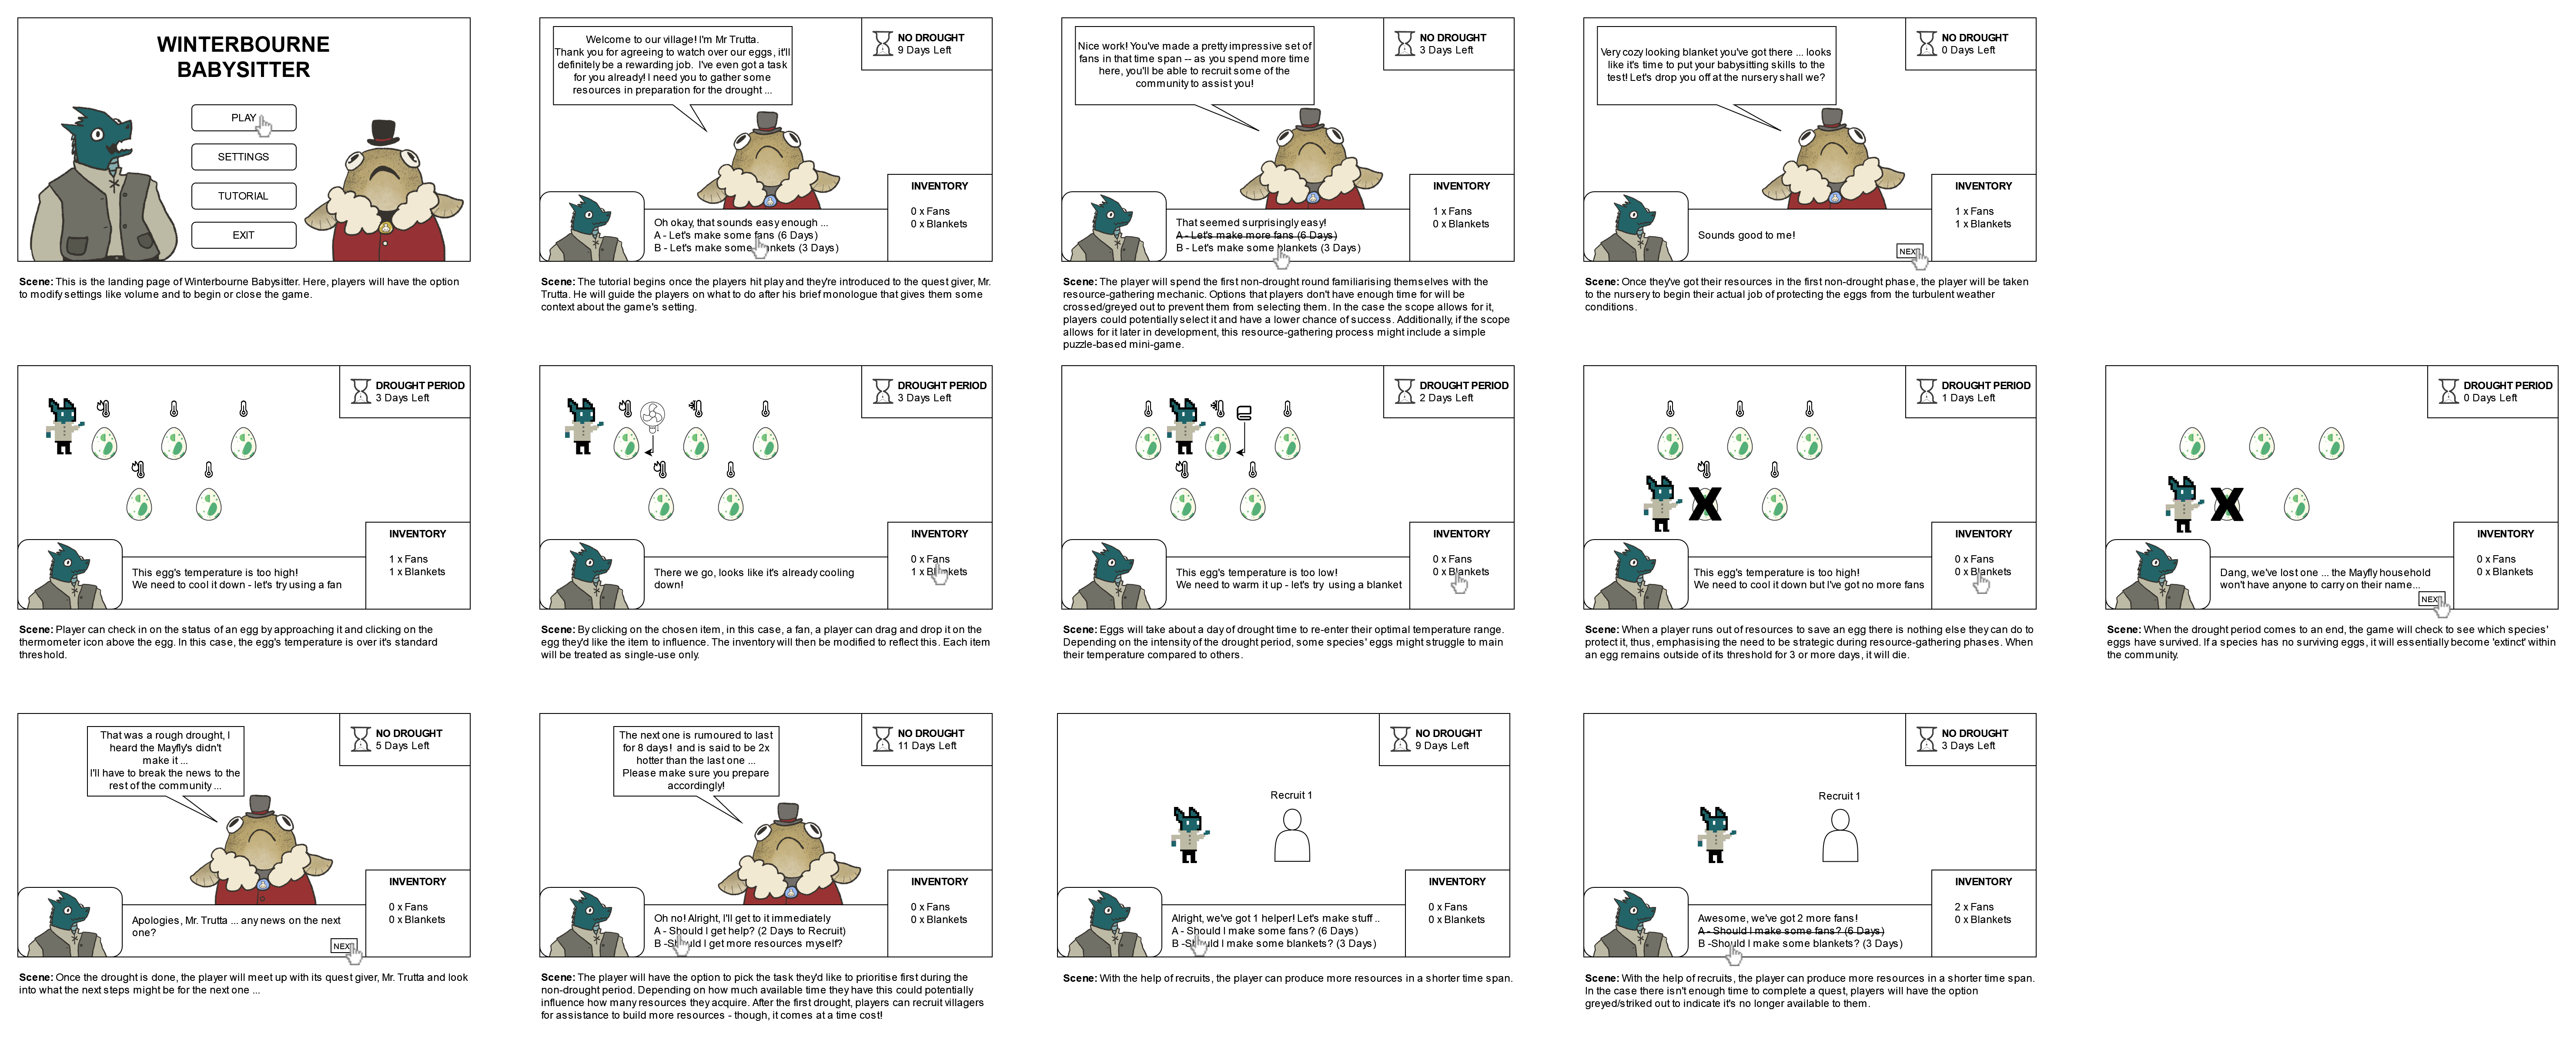 WINTERBOURNE
BABYSITTER
PLAY
SETTINGS
TUTORIAL
EXIT
Scene: This is the landing page of Winterbourne Babysitter. Here, players will have the option
to modify settings like volume and to begin or close the game.
Welcome to our village! I'm Mr Trutta.
Thank you for agreeing to watch over our eggs, it'll
definitely be a rewarding job. I've even got a task
for you already! I need you to gather some
resources in preparation for the drought ...
NO DROUGHT
9 Days Left
INVENTORY
0 x Fans
0 x Blankets
Oh okay, that sounds easy enough ...
A - Let's make some fans (6 Days)
B - Let's make some blankets (3 Days)
Scene: The tutorial begins once the players hit play and they're introduced to the quest giver, Mr.
Trutta. He will guide the players on what to do after his brief monologue that gives them some
context about the game's setting.
Nice work! You've made a pretty impressive set of
fans in that time span -- as you spend more time
here, you'll be able to recruit some of the
community to assist you!
NO DROUGHT
3 Days Left
INVENTORY
1 x Fans
0 x Blankets
That seemed surprisingly easy!
A - Let's make more fans (6 Days)
B - Let's make some blankets (3 Days)
Scene: The player will spend the first non-drought round familiarising themselves with the
resource-gathering mechanic. Options that players don't have enough time for will be
crossed/greyed out to prevent them from selecting them. In the case the scope allows for it,
players could potentially select it and have a lower chance of success. Additionally, if the scope
allows for it later in development, this resource-gathering process might include a simple
puzzle-based mini-game.
Very cozy looking blanket you've got there ... looks
like it's time to put your babysitting skills to the
test! Let's drop you off at the nursery shall we?
NO DROUGHT
0 Days Left
INVENTORY
1 x Fans
1 x Blankets
Sounds good to me!
NEXT
Scene: Once they've got their resources in the first non-drought phase, the player will be taken
to the nursery to begin their actual job of protecting the eggs from the turbulent weather
conditions.
DROUGHT PERIOD
3 Days Left
INVENTORY
1 x Fans
1 x Blankets
This egg's temperature is too high!
We need to cool it down - let's try using a fan
Scene: Player can check in on the status of an egg by approaching it and clicking on the
thermometer icon above the egg. In this case, the egg's temperature is over it's standard
threshold.
DROUGHT PERIOD
3 Days Left
INVENTORY
0 x Fans
1 x Blankets
There we go, looks like it's already cooling
down!
Scene: By clicking on the chosen item, in this case, a fan, a player can drag and drop it on the
egg they'd like the item to influence. The inventory will then be modified to reflect this. Each item
will be treated as single-use only.
DROUGHT PERIOD
2 Days Left
INVENTORY
0 x Fans
0 x Blankets
This egg's temperature is too low!
We need to warm it up - let's try using a blanket
Scene: Eggs will take about a day of drought time to re-enter their optimal temperature range.
Depending on the intensity of the drought period, some species' eggs might struggle to main
their temperature compared to others.
DROUGHT PERIOD
1 Days Left
INVENTORY
0 x Fans
0 x Blankets
This egg's temperature is too high!
We need to cool it down but I've got no more fans
Scene: When a player runs out of resources to save an egg there is nothing else they can do to
protect it, thus, emphasising the need to be strategic during resource-gathering phases. When
an egg remains outside of its threshold for 3 or more days, it will die.
DROUGHT PERIOD
0 Days Left
INVENTORY
0 x Fans
0 x Blankets
Dang, we've lost one ... the Mayfly household
won't have anyone to carry on their name...
NEXT
Scene: When the drought period comes to an end, the game will check to see which species'
eggs have survived. If a species has no surviving eggs, it will essentially become 'extinct' within
the community.
That was a rough drought, I
heard the Mayfly's didn't
make it ...
I'll have to break the news to the
rest of the community ...
NO DROUGHT
5 Days Left
INVENTORY
0 x Fans
0 x Blankets
Apologies, Mr. Trutta ... any news on the next
one?
NEXT
Scene: Once the drought is done, the player will meet up with its quest giver, Mr. Trutta and look
into what the next steps might be for the next one ...
The next one is rumoured to last
for 8 days! and is said to be 2x
hotter than the last one ...
Please make sure you prepare
accordingly!
NO DROUGHT
11 Days Left
INVENTORY
0 x Fans
0 x Blankets
Oh no! Alright, I'll get to it immediately
A - Should I get help? (2 Days to Recruit)
B - Should I get more resources myself?
Scene: The player will have the option to pick the task they'd like to prioritise first during the
non-drought period. Depending on how much available time they have this could potentially
influence how many resources they acquire. After the first drought, players can recruit villagers
for assistance to build more resources - though, it comes at a time cost!
NO DROUGHT
9 Days Left
Recruit 1
INVENTORY
0 x Fans
0 x Blankets
Alright, we've got 1 helper! Let's make stuff ..
A - Should I make some fans? (6 Days)
B - Should I make some blankets? (3 Days)
Scene: With the help of recruits, the player can produce more resources in a shorter time span.
NO DROUGHT
3 Days Left
Recruit 1
INVENTORY
2 x Fans
0 x Blankets
Awesome, we've got 2 more fans!
A - Should I make some fans? (6 Days)
B -Should I make some blankets? (3 Days)
Scene: With the help of recruits, the player can produce more resources in a shorter time span.
In the case there isn't enough time to complete a quest, players will have the option
greyed/striked out to indicate it's no longer available to them.